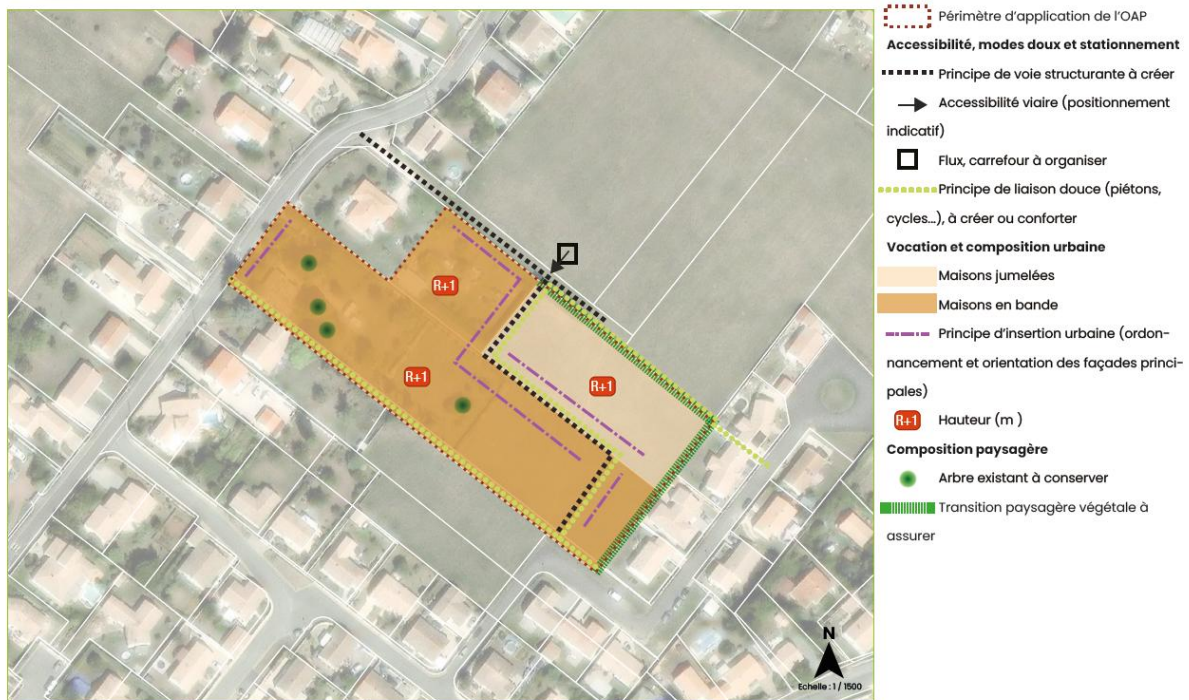 Périmètre d'application de l'OAP
Accessibilité, modes doux et stationnement
Principe de voie structurante à créer
Accessibilité viaire (positionnement
indicatif)
Flux, carrefour à organiser
Principe de liaison douce (piétons,
cycles...), à créer ou conforter
Vocation et composition urbaine
Maisons jumelées
Maisons en bande
Principe d'insertion urbaine (ordon-
nancement et orientation des façades princi-
pales)
R+1 Hauteur (m )
Composition paysagère
Arbre existant à conserver
Transition paysagère végétale à
assurer
R+1
R+1
R+1
N
Echelle : 1 / 1500